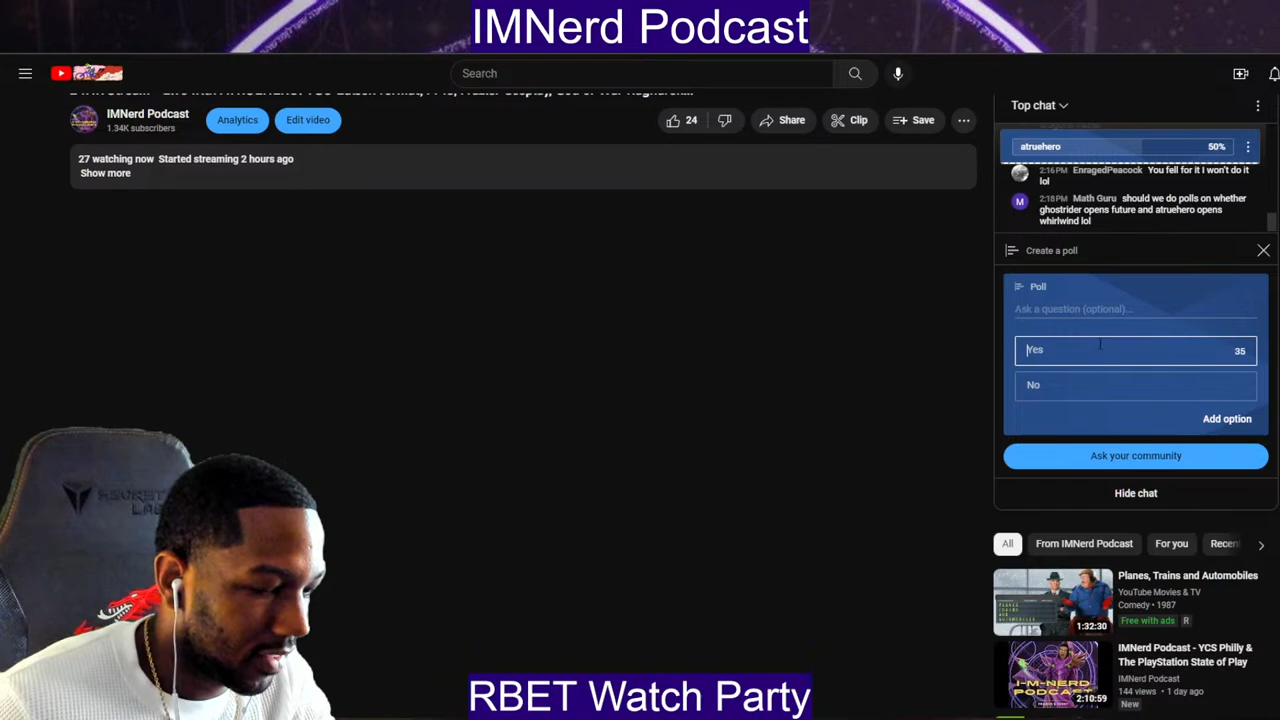 IMNerd Podcast
Search
IMNerd Podcast
1.34K subscribers
Analytics
Edit video
24
Share
Clip
Save
27 watching now Started streaming 2 hours ago
Show more
Top chat
atruehero 50%
2:16PM EnragedPeacock You fell for it I won't do it
lol
M 2:18PM Math Guru should we do polls on whether
ghostrider opens future and atruehero opens
whirlwind lol
Create a poll
Poll
Ask a question (optional)...
Yes 35
No
Add option
Ask your community
Hide chat
All From IMNerd Podcast For you Recen
Planes, Trains and Automobiles
YouTube Movies & TV
Comedy • 1987
Free with ads R
1:32:30
IMNerd Podcast - YCS Philly &
The PlayStation State of Play
IMNerd Podcast
144 views • 1 day ago
New
I-M-NERD
PODCAST
2:10:59
RBET Watch Party